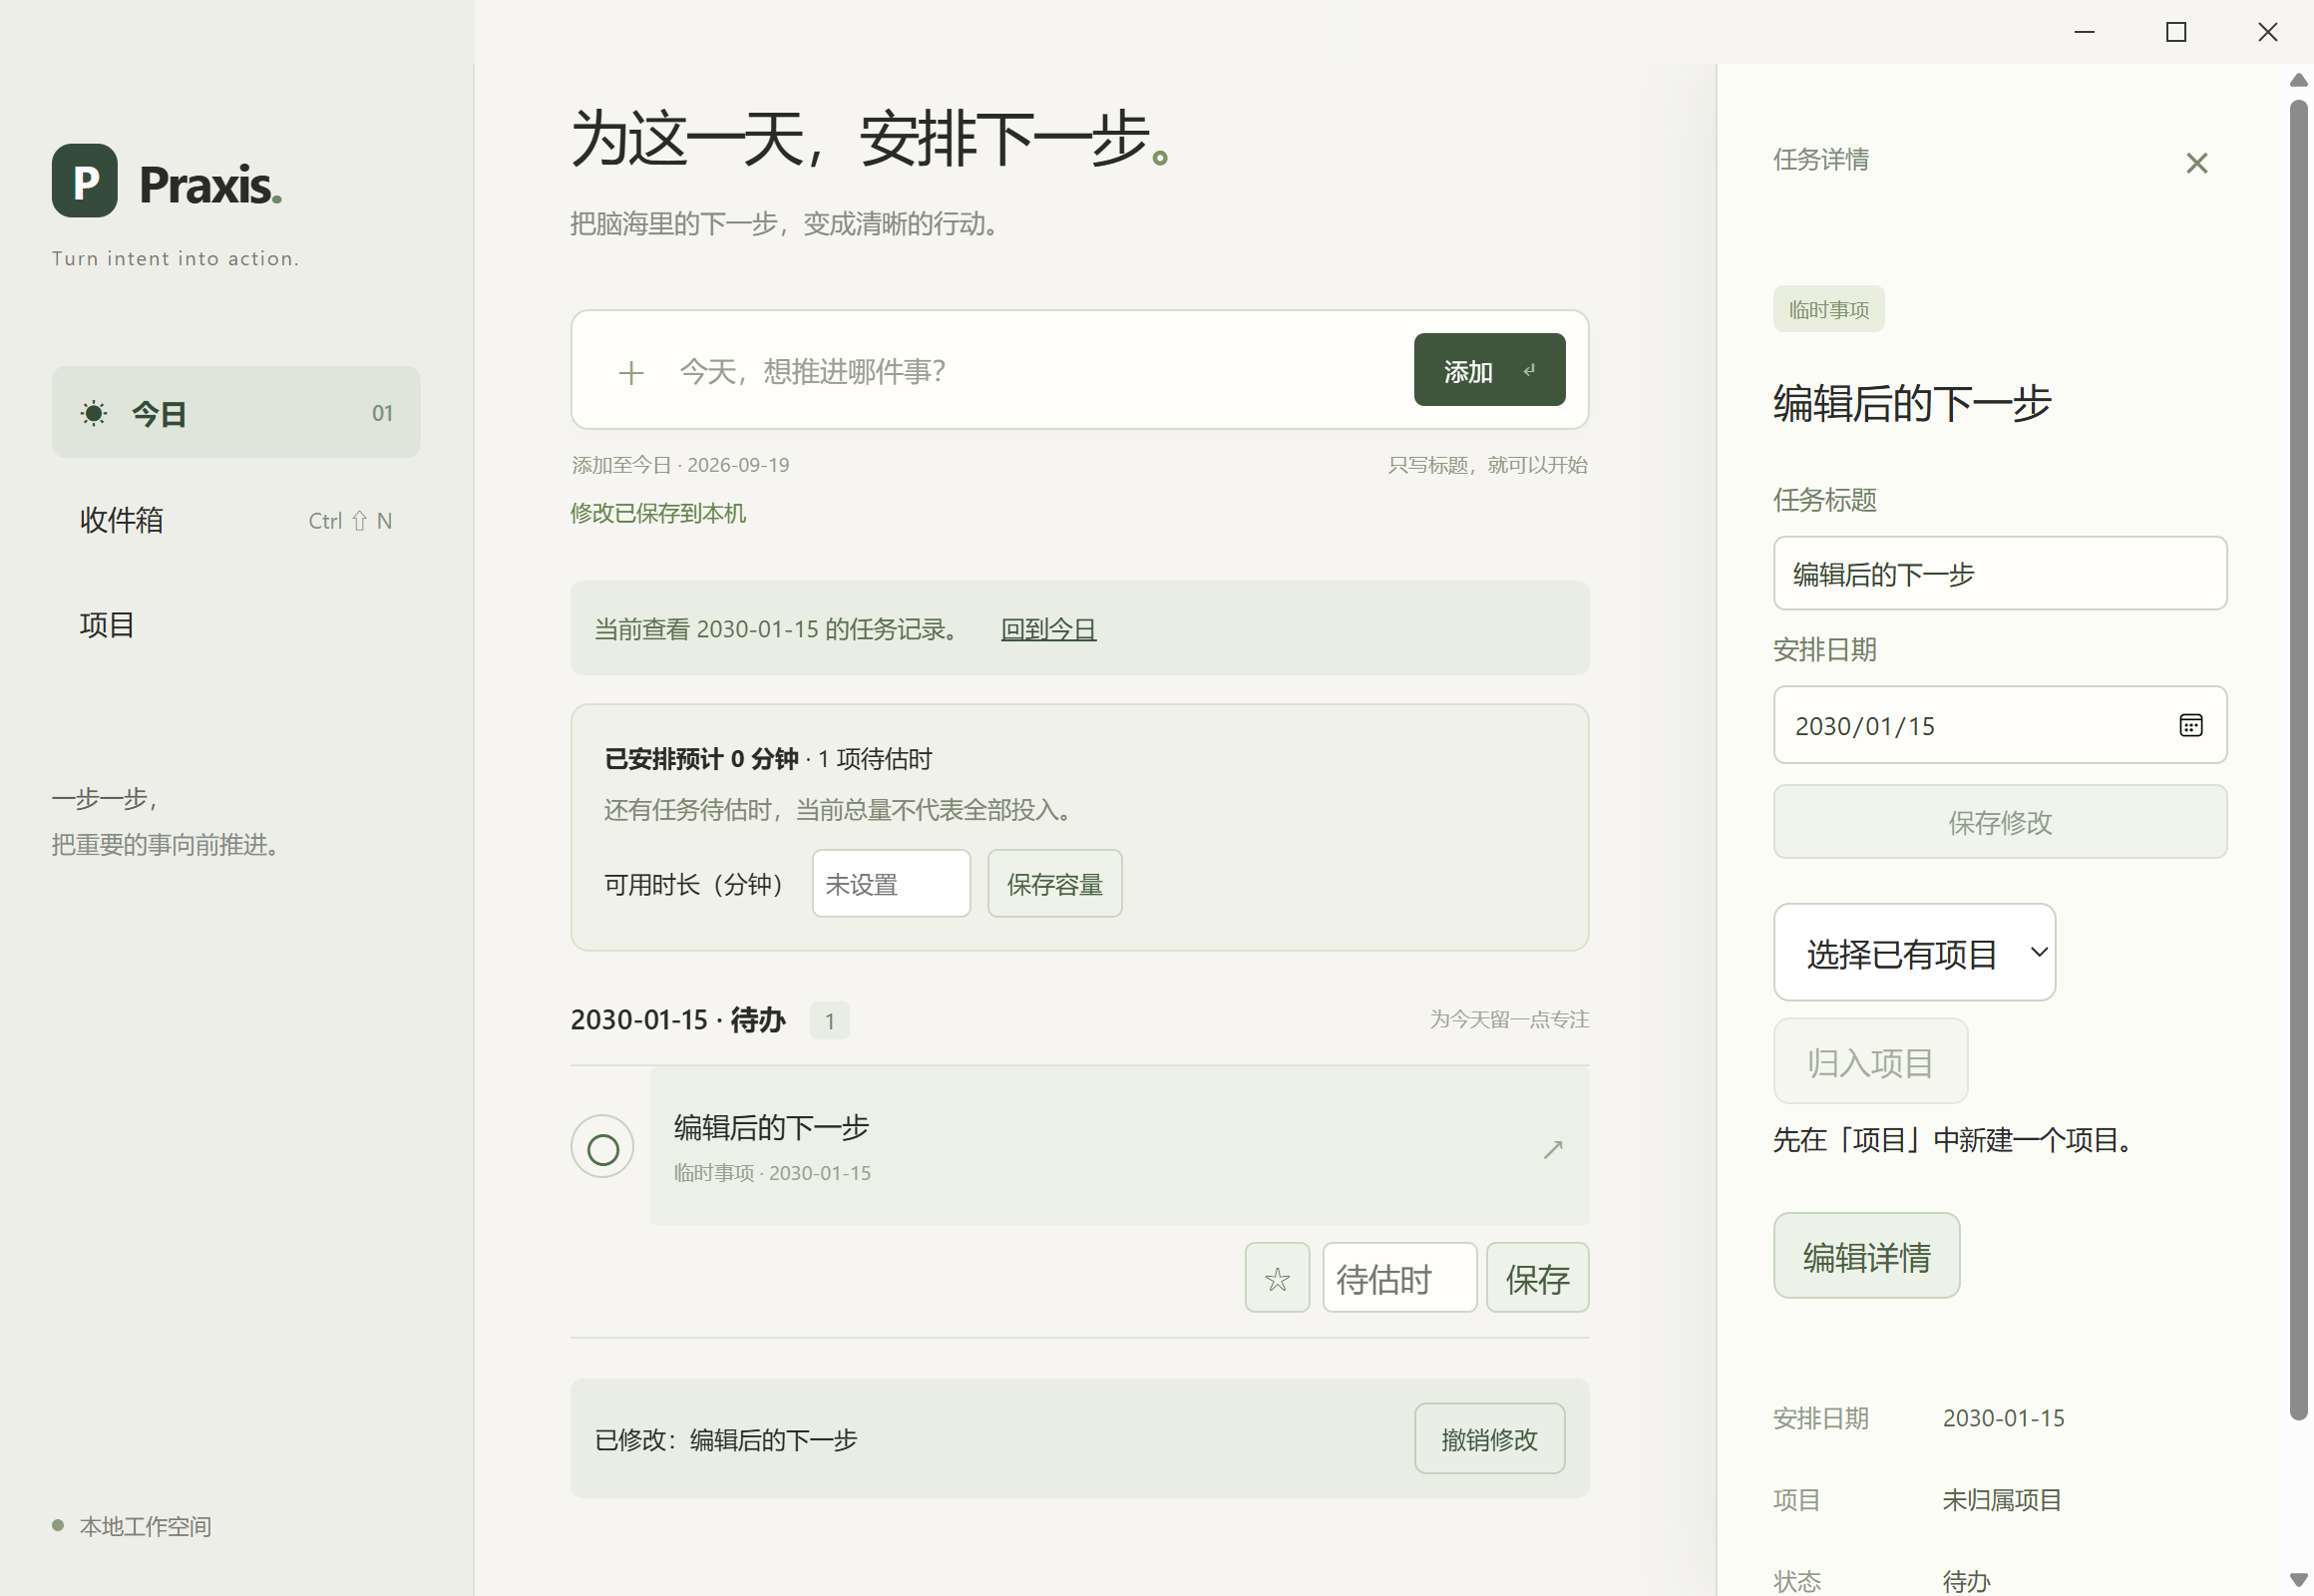 P Praxis.
Turn intent into action.
今日 01
收件箱 Ctrl ⇧ N
项目
一步一步，
把重要的事向前推进。
本地工作空间
为这一天，安排下一步。
把脑海里的下一步，变成清晰的行动。
今天，想推进哪件事？
添加 ↵
添加至今日 · 2026-09-19
只写标题，就可以开始
修改已保存到本机
当前查看 2030-01-15 的任务记录。 回到今日
已安排预计 0 分钟 · 1 项待估时
还有任务待估时，当前总量不代表全部投入。
可用时长（分钟） 未设置 保存容量
2030-01-15 · 待办 1
为今天留一点专注
编辑后的下一步
临时事项 · 2030-01-15
☆ 待估时 保存
已修改：编辑后的下一步 撤销修改
任务详情
临时事项
编辑后的下一步
任务标题
编辑后的下一步
安排日期
2030/01/15
保存修改
选择已有项目
归入项目
先在「项目」中新建一个项目。
编辑详情
安排日期 2030-01-15
项目 未归属项目
状态 待办